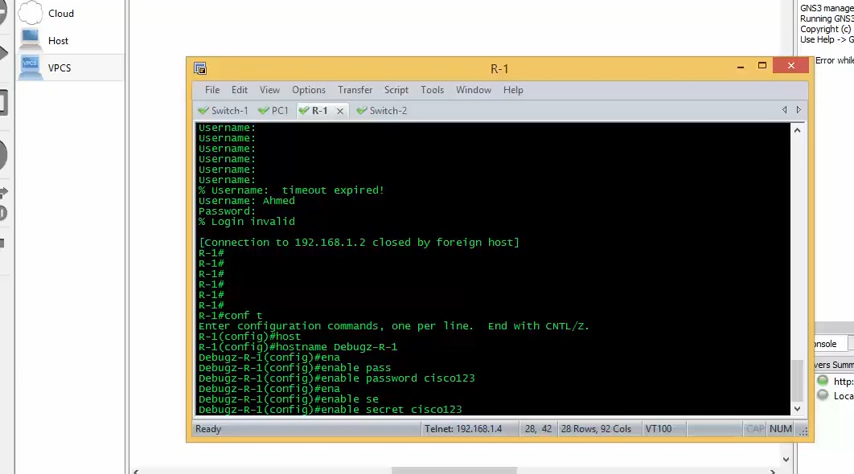 Cloud
Host
VPCS
GNS3 manage
Running GNS3
Copyright (c)
Use Help -> G
Error while
R-1
File Edit View Options Transfer Script Tools Window Help
Switch-1 PC1 R-1 Switch-2
Username:
Username:
Username:
Username:
Username:
Username:
% Username:  timeout expired!
Username: Ahmed
Password:
% Login invalid
[Connection to 192.168.1.2 closed by foreign host]
R-1#
R-1#
R-1#
R-1#
R-1#
R-1#
R-1#conf t
Enter configuration commands, one per line.  End with CNTL/Z.
R-1(config)#host
R-1(config)#hostname Debugz-R-1
Debugz-R-1(config)#ena
Debugz-R-1(config)#enable pass
Debugz-R-1(config)#enable password cisco123
Debugz-R-1(config)#ena
Debugz-R-1(config)#enable se
Debugz-R-1(config)#enable secret cisco123
Ready Telnet: 192.168.1.4 28, 42 28 Rows, 92 Cols VT100 CAP NUM
onsole
vers Summ
http:
Loca